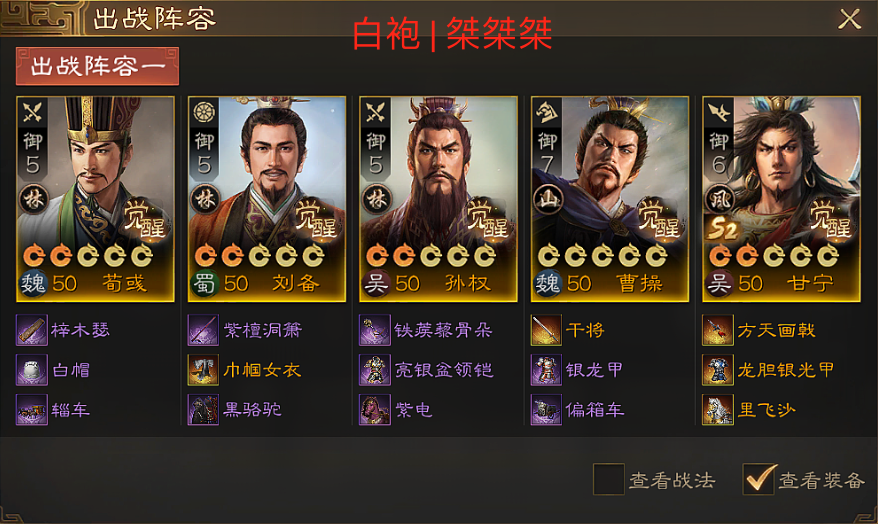 出战阵容
白袍 | 桀桀桀
出战阵容一
御 5 林 觉醒 魏 50 荀彧
御 5 林 觉醒 蜀 50 刘备
御 5 林 觉醒 吴 50 孙权
御 7 山 觉醒 魏 50 曹操
御 6 风 S2 觉醒 吴 50 甘宁
梓木瑟 紫檀洞箫 铁蒺藜骨朵 干将 方天画戟
白帽 巾帼女衣 亮银盆领铠 银龙甲 龙胆银光甲
辎车 黑骆驼 紫电 偏箱车 里飞沙
查看战法 查看装备